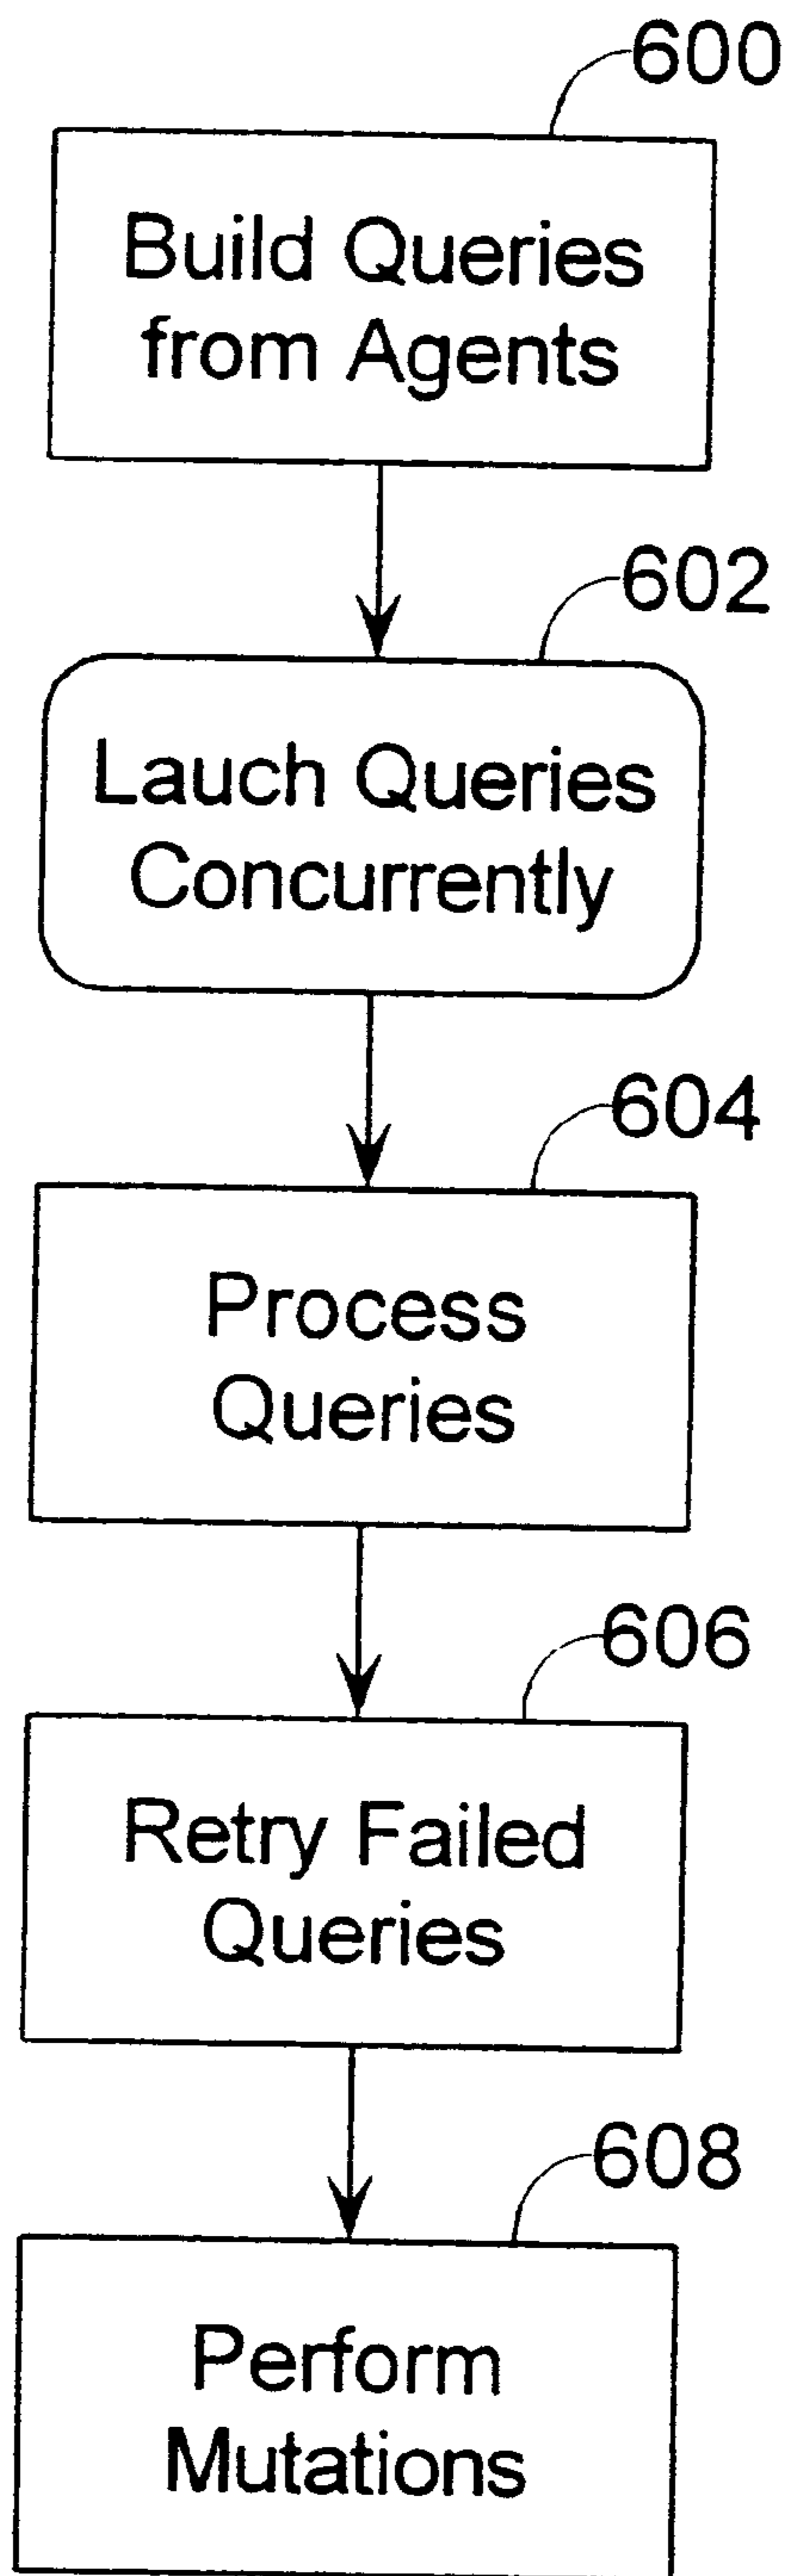 600
Build Queries
from Agents
602
Lauch Queries
Concurrently
604
Process
Queries
606
Retry Failed
Queries
608
Perform
Mutations